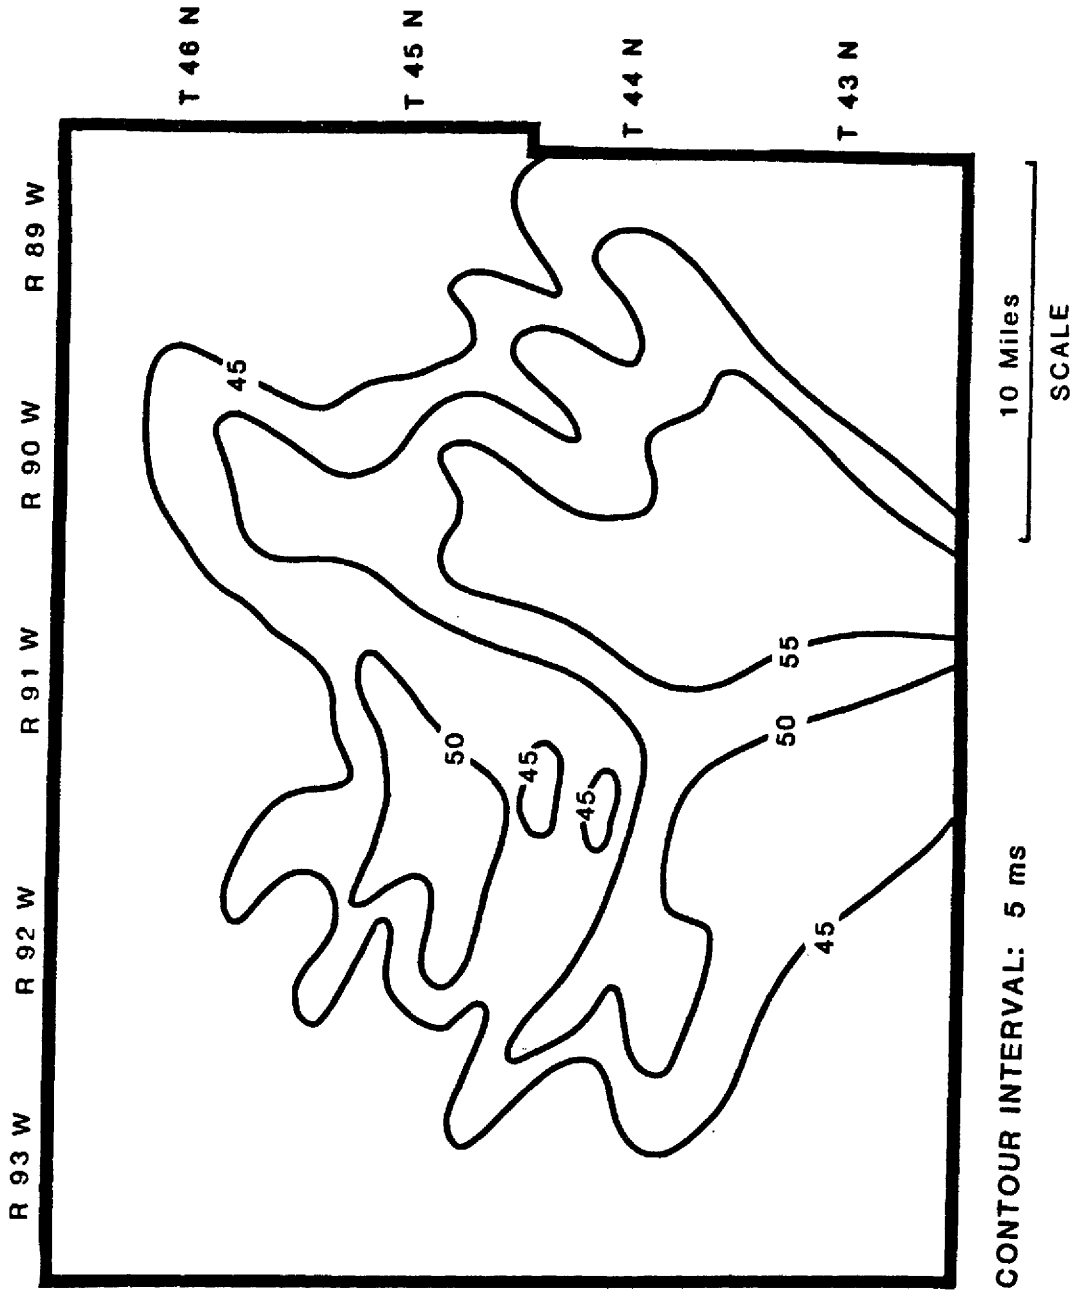 R 93 W
R 92 W
R 91 W
R 90 W
R 89 W
T 46 N
T 45 N
T 44 N
T 43 N
45
50
45
45
55
50
45
CONTOUR INTERVAL: 5 ms
10 Miles
SCALE